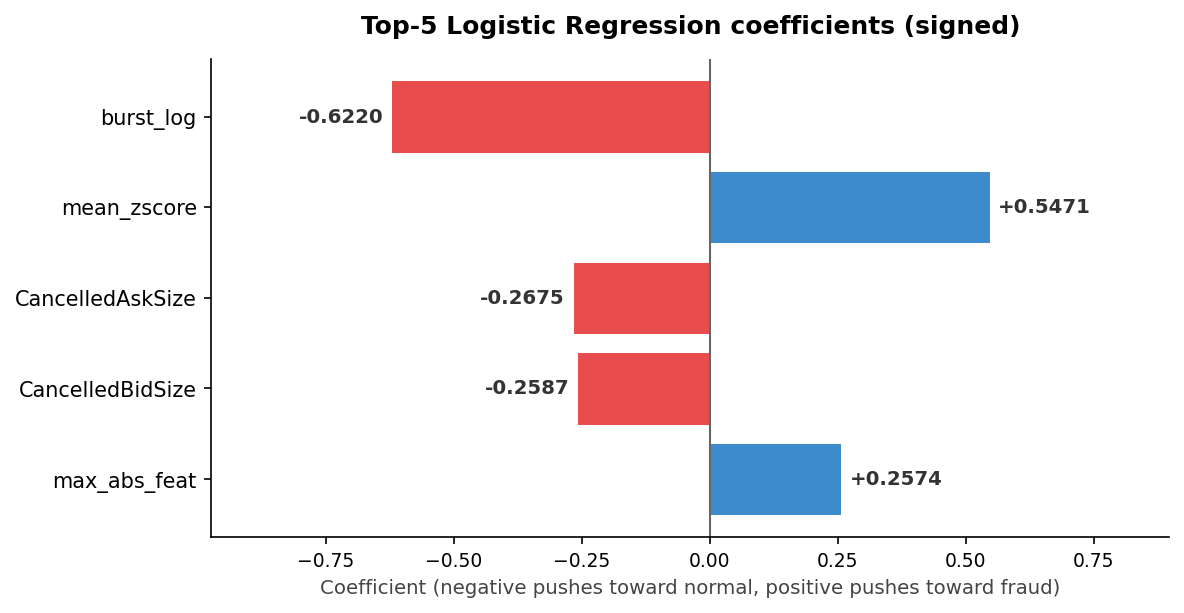 Top-5 Logistic Regression coefficients (signed)
burst_log
-0.6220
mean_zscore
+0.5471
CancelledAskSize
-0.2675
CancelledBidSize
-0.2587
max_abs_feat
+0.2574
−0.75 −0.50 −0.25 0.00 0.25 0.50 0.75
Coefficient (negative pushes toward normal, positive pushes toward fraud)